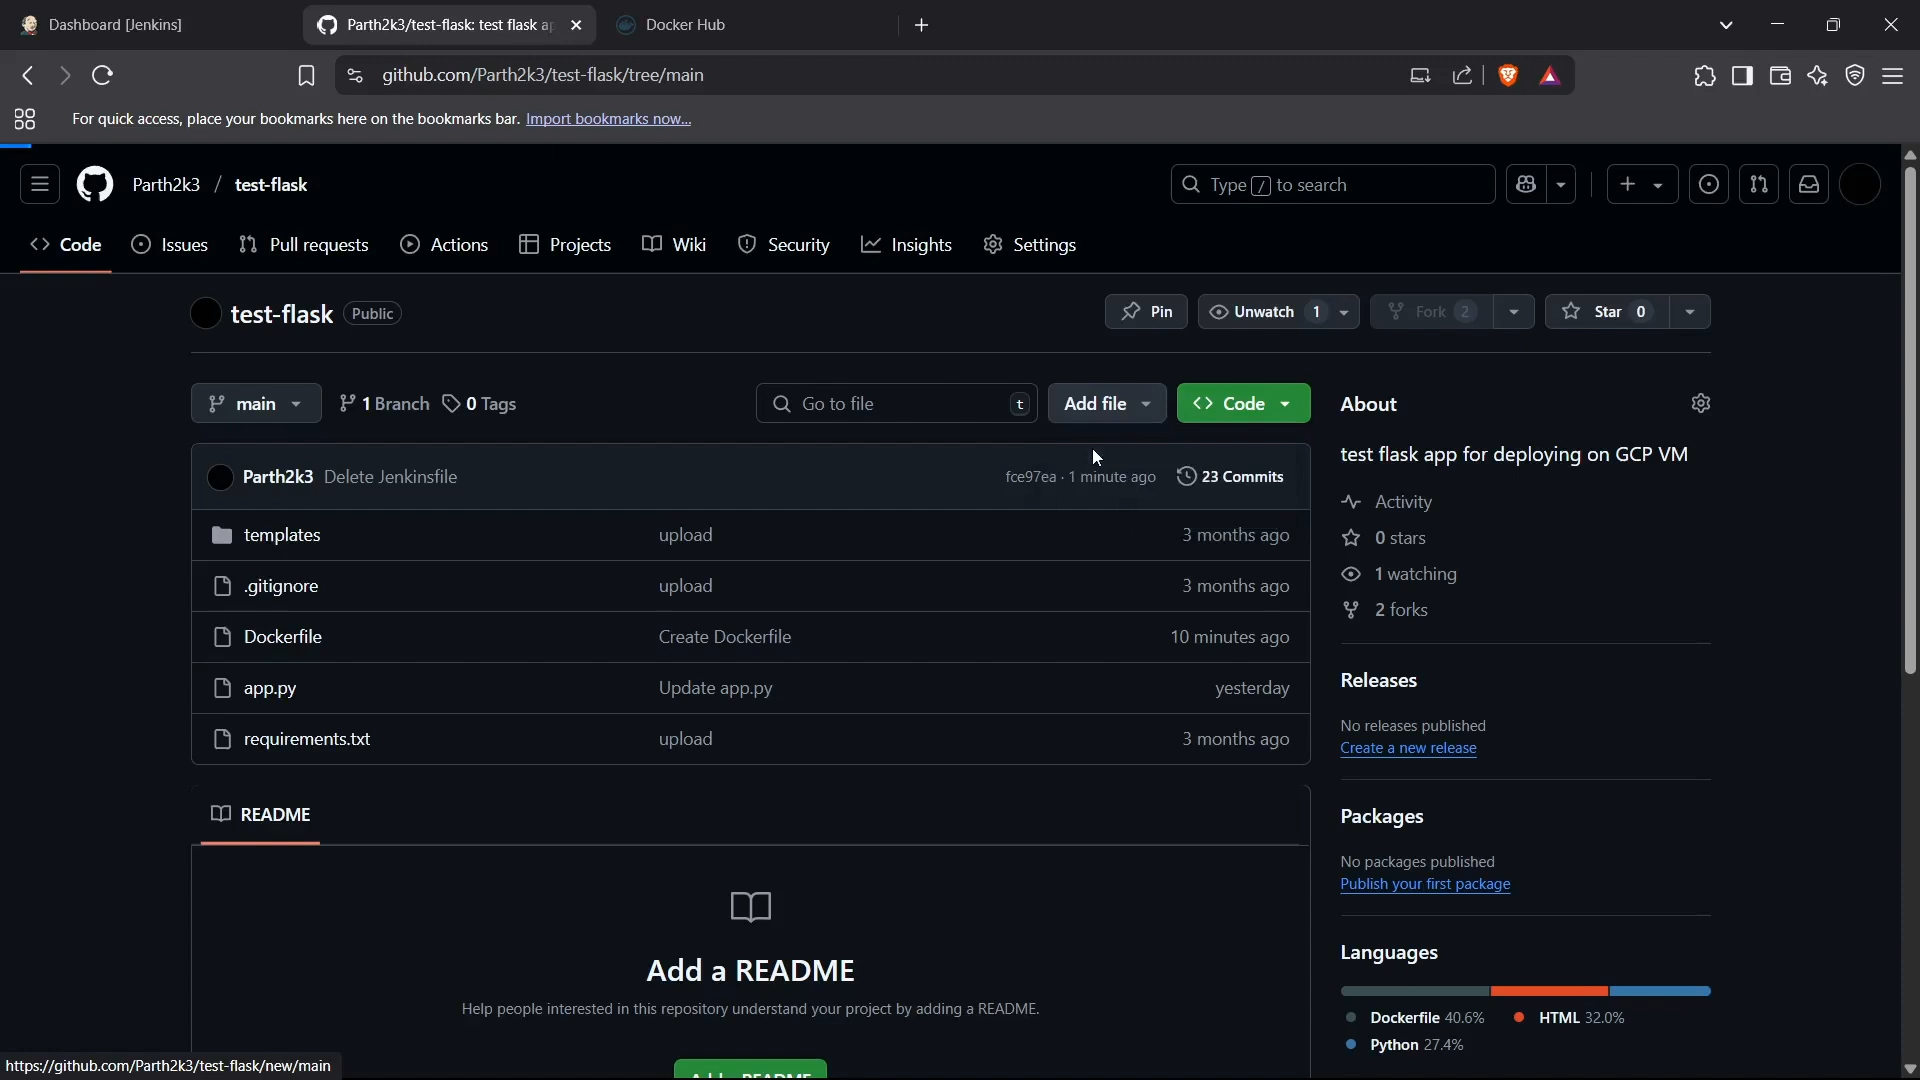 Dashboard [Jenkins]
Parth2k3/test-flask: test flask ap
Docker Hub
github.com/Parth2k3/test-flask/tree/main
For quick access, place your bookmarks here on the bookmarks bar. Import bookmarks now...
Parth2k3 / test-flask
Type / to search
Code
Issues
Pull requests
Actions
Projects
Wiki
Security
Insights
Settings
test-flask Public
Pin
Unwatch 1
Fork 2
Star 0
main
1 Branch
0 Tags
Go to file t
Add file
Code
Parth2k3 Delete Jenkinsfile
fce97ea · 1 minute ago
23 Commits
templates upload 3 months ago
.gitignore upload 3 months ago
Dockerfile Create Dockerfile 10 minutes ago
app.py Update app.py yesterday
requirements.txt upload 3 months ago
README
Add a README
Help people interested in this repository understand your project by adding a README.
About
test flask app for deploying on GCP VM
Activity
0 stars
1 watching
2 forks
Releases
No releases published
Create a new release
Packages
No packages published
Publish your first package
Languages
Dockerfile 40.6%
HTML 32.0%
Python 27.4%
https://github.com/Parth2k3/test-flask/new/main